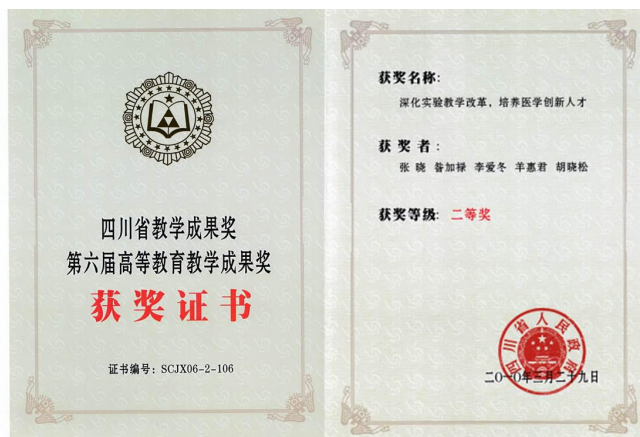 四川省教学成果奖
第六届高等教育教学成果奖
获奖证书
证书编号：SCJX06-2-106
获奖名称：
深化实验教学改革，培养医学创新人才
获 奖 者：
张 晓 昝加禄 李爱冬 羊惠君 胡晓松
获奖等级：二等奖
四川省人民政府
二〇一〇年三月二十九日